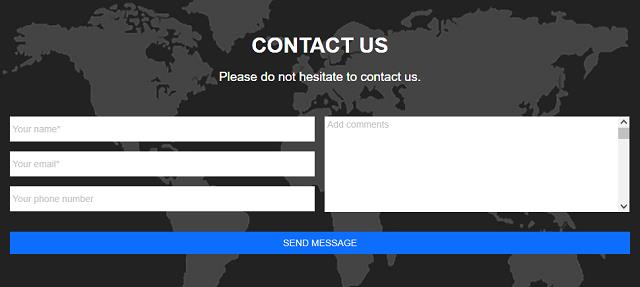 CONTACT US
Please do not hesitate to contact us.
Your name*
Your email*
Your phone number
Add comments
SEND MESSAGE